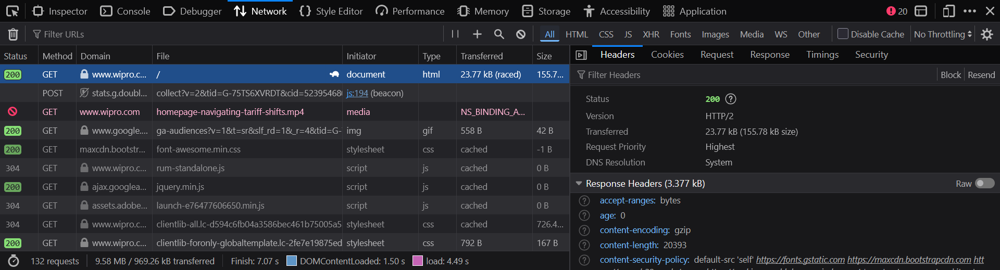 Inspector Console Debugger Network Style Editor Performance Memory Storage Accessibility Application 20
Filter URLs All HTML CSS JS XHR Fonts Images Media WS Other Disable Cache No Throttling
Status Method Domain File Initiator Type Transferred Size
200 GET www.wipro.c... / document html 23.77 kB (raced) 155.7...
POST stats.g.doubl... collect?v=2&tid=G-75TS6XVRDT&cid=52395468 js:194 (beacon)
GET www.wipro.com homepage-navigating-tariff-shifts.mp4 media NS_BINDING_A...
200 GET www.google.... ga-audiences?v=1&t=sr&slf_rd=1&_r=4&tid=G- img gif 558 B 42 B
200 GET maxcdn.bootstr... font-awesome.min.css stylesheet css cached -1 B
304 GET www.wipro.c... rum-standalone.js script js cached 0 B
200 GET ajax.googlea... jquery.min.js script js cached 0 B
304 GET assets.adobe... launch-e76477606650.min.js script js cached 0 B
304 GET www.wipro.c... clientlib-all.lc-d594c6fb04a3586bec461b75005a5 stylesheet css cached 726.4...
200 GET www.wipro.c... clientlib-foronly-globaltemplate.lc-2fe7e19875ed stylesheet css 792 B 167 B
132 requests 9.58 MB / 969.26 kB transferred Finish: 7.07 s DOMContentLoaded: 1.50 s load: 4.49 s
Headers Cookies Request Response Timings Security
Filter Headers Block Resend
Status 200
Version HTTP/2
Transferred 23.77 kB (155.78 kB size)
Request Priority Highest
DNS Resolution System
Response Headers (3.377 kB) Raw
accept-ranges: bytes
age: 0
content-encoding: gzip
content-length: 20393
content-security-policy: default-src 'self' https://fonts.gstatic.com https://maxcdn.bootstrapcdn.com htt